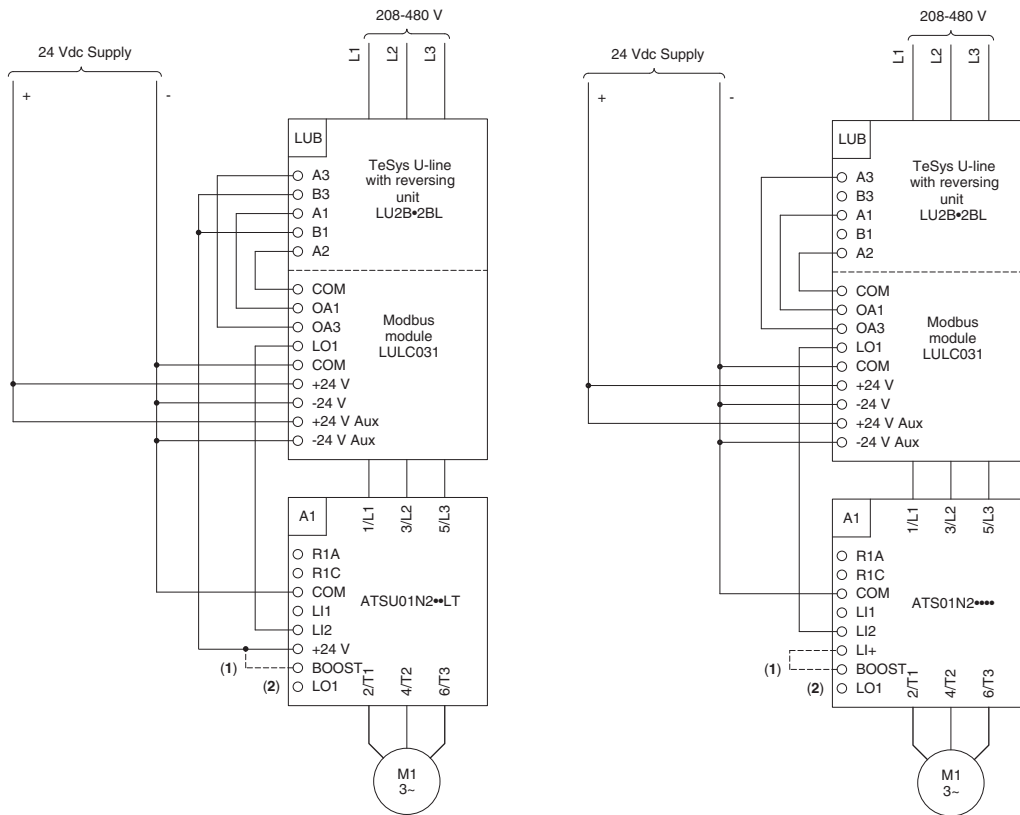 208-480 V
24 Vdc Supply
L1
L2
L3
+
-
LUB
TeSys U-line
with reversing
unit
LU2B•2BL
A3
B3
A1
B1
A2
COM
OA1
OA3
LO1
COM
+24 V
-24 V
+24 V Aux
-24 V Aux
Modbus
module
LULC031
A1
1/L1
3/L2
5/L3
R1A
R1C
COM
LI1
LI2
+24 V
BOOST
LO1
ATSU01N2••LT
(1)
(2)
2/T1
4/T2
6/T3
M1
3~
208-480 V
24 Vdc Supply
L1
L2
L3
+
-
LUB
TeSys U-line
with reversing
unit
LU2B•2BL
A3
B3
A1
B1
A2
COM
OA1
OA3
LO1
COM
+24 V
-24 V
+24 V Aux
-24 V Aux
Modbus
module
LULC031
A1
1/L1
3/L2
5/L3
R1A
R1C
COM
LI1
LI2
LI+
BOOST
LO1
ATS01N2••••
(1)
(2)
2/T1
4/T2
6/T3
M1
3~